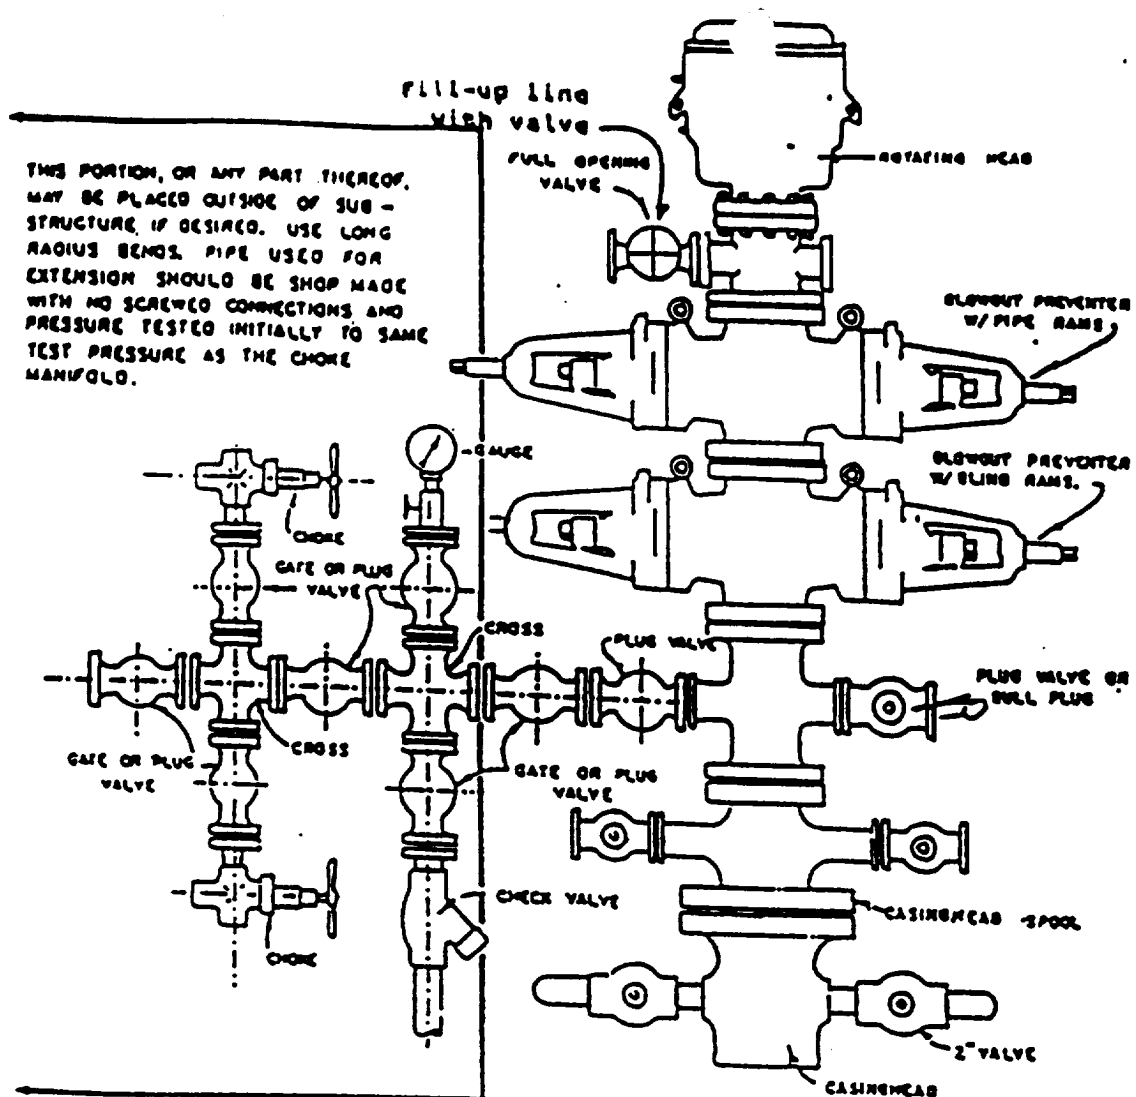 Fill-up line
with valve
FULL OPENING
VALVE
ROTATING HEAD
THIS PORTION, OR ANY PART THEREOF,
MAY BE PLACED OUTSIDE OF SUB-
STRUCTURE, IF DESIRED. USE LONG
RADIUS BENDS. PIPE USED FOR
EXTENSION SHOULD BE SHOP MADE
WITH NO SCREWED CONNECTIONS AND
PRESSURE TESTED INITIALLY TO SAME
TEST PRESSURE AS THE CHOKE
MANIFOLD.
BLOWOUT PREVENTER
W/ PIPE RAMS
GAUGE
BLOWOUT PREVENTER
W/ BLIND RAMS.
CHOKE
GATE OR PLUG
VALVE
CROSS
PLUG VALVE
PLUG VALVE OR
BULL PLUG
CROSS
GATE OR PLUG
VALVE
GATE OR PLUG
VALVE
CHECK VALVE
CASINGHEAD SPOOL
CHOKE
2" VALVE
CASINGHEAD